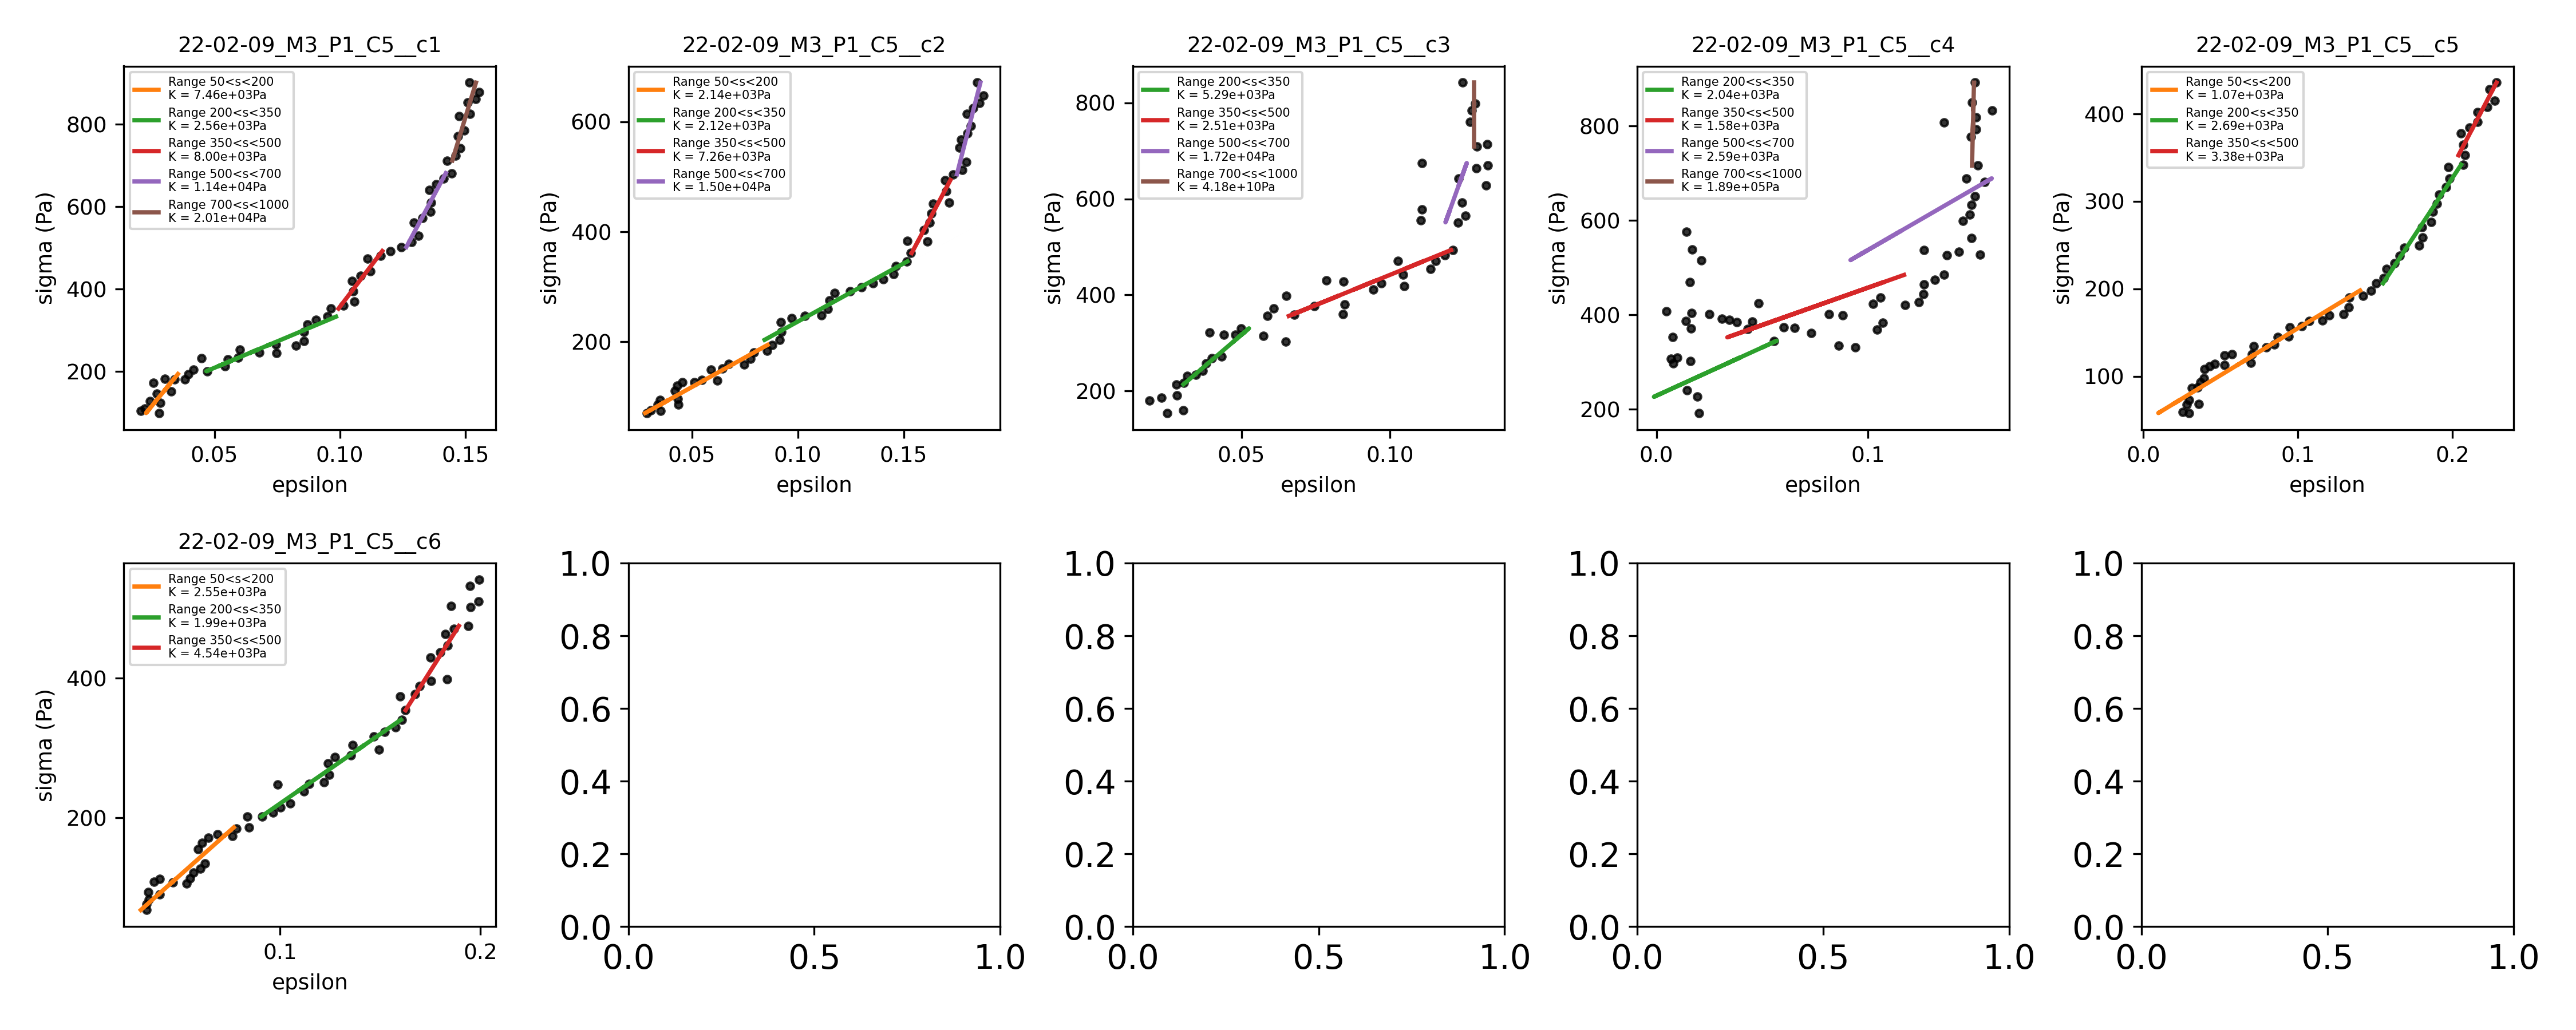 22-02-09_M3_P1_C5__c1
Range 50<s<200
K = 7.46e+03Pa
Range 200<s<350
K = 2.56e+03Pa
Range 350<s<500
K = 8.00e+03Pa
Range 500<s<700
K = 1.14e+04Pa
Range 700<s<1000
K = 2.01e+04Pa
800
600
400
200
sigma (Pa)
0.05
0.10
0.15
epsilon
22-02-09_M3_P1_C5__c2
Range 50<s<200
K = 2.14e+03Pa
Range 200<s<350
K = 2.12e+03Pa
Range 350<s<500
K = 7.26e+03Pa
Range 500<s<700
K = 1.50e+04Pa
600
400
200
sigma (Pa)
0.05
0.10
0.15
epsilon
22-02-09_M3_P1_C5__c3
Range 200<s<350
K = 5.29e+03Pa
Range 350<s<500
K = 2.51e+03Pa
Range 500<s<700
K = 1.72e+04Pa
Range 700<s<1000
K = 4.18e+10Pa
800
600
400
200
sigma (Pa)
0.05
0.10
epsilon
22-02-09_M3_P1_C5__c4
Range 200<s<350
K = 2.04e+03Pa
Range 350<s<500
K = 1.58e+03Pa
Range 500<s<700
K = 2.59e+03Pa
Range 700<s<1000
K = 1.89e+05Pa
800
600
400
200
sigma (Pa)
0.0
0.1
epsilon
22-02-09_M3_P1_C5__c5
Range 50<s<200
K = 1.07e+03Pa
Range 200<s<350
K = 2.69e+03Pa
Range 350<s<500
K = 3.38e+03Pa
400
300
200
100
sigma (Pa)
0.0
0.1
0.2
epsilon
22-02-09_M3_P1_C5__c6
Range 50<s<200
K = 2.55e+03Pa
Range 200<s<350
K = 1.99e+03Pa
Range 350<s<500
K = 4.54e+03Pa
400
200
sigma (Pa)
0.1
0.2
epsilon
1.0
0.8
0.6
0.4
0.2
0.0
0.0
0.5
1.0
1.0
0.8
0.6
0.4
0.2
0.0
0.0
0.5
1.0
1.0
0.8
0.6
0.4
0.2
0.0
0.0
0.5
1.0
1.0
0.8
0.6
0.4
0.2
0.0
0.0
0.5
1.0